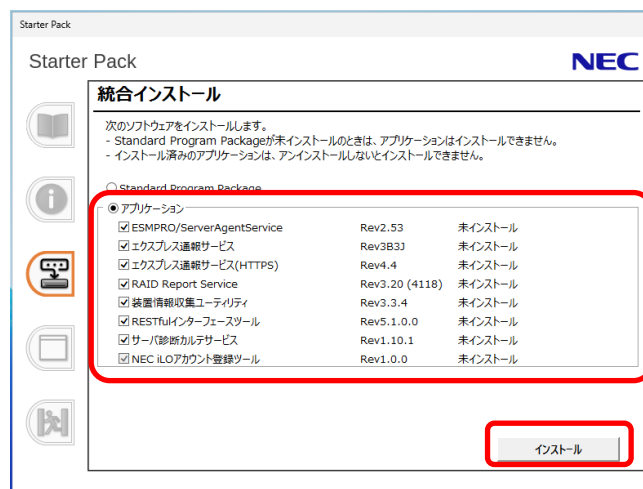 Starter Pack
Starter Pack
NEC
統合インストール
次のソフトウェアをインストールします。
- Standard Program Packageが未インストールのときは、アプリケーションはインストールできません。
- インストール済みのアプリケーションは、アンインストールしないとインストールできません。
Standard Program Package
アプリケーション
ESMPRO/ServerAgentService Rev2.53 未インストール
エクスプレス通報サービス Rev3B3J 未インストール
エクスプレス通報サービス(HTTPS) Rev4.4 未インストール
RAID Report Service Rev3.20 (4118) 未インストール
装置情報収集ユーティリティ Rev3.3.4 未インストール
RESTfulインターフェースツール Rev5.1.0.0 未インストール
サーバ診断カルテサービス Rev1.10.1 未インストール
NEC iLOアカウント登録ツール Rev1.0.0 未インストール
インストール